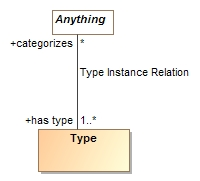 Anything
+categorizes *
Type Instance Relation
+has type 1..*
Type